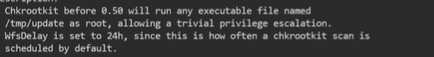 Chkrootkit before 0.50 will run any executable file named
/tmp/update as root, allowing a trivial privilege escalation.
WfsDelay is set to 24h, since this is how often a chkrootkit scan is
scheduled by default.